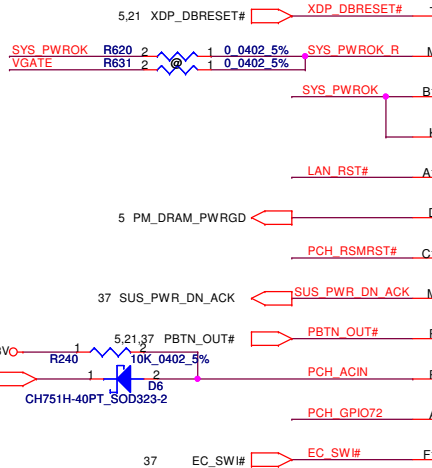 5,21 XDP_DBRESET# XDP_DBRESET#
SYS_PWROK R620 2 1 0_0402_5% SYS_PWROK_R
VGATE R631 2 @ 1 0_0402_5%
SYS_PWROK
LAN_RST#
5 PM_DRAM_PWRGD
PCH_RSMRST#
37 SUS_PWR_DN_ACK SUS_PWR_DN_ACK
5,21,37 PBTN_OUT# PBTN_OUT#
1 2
R240 10K_0402_5%
1 2 PCH_ACIN
D6
CH751H-40PT_SOD323-2
PCH_GPIO72
37 EC_SWI# EC_SWI#